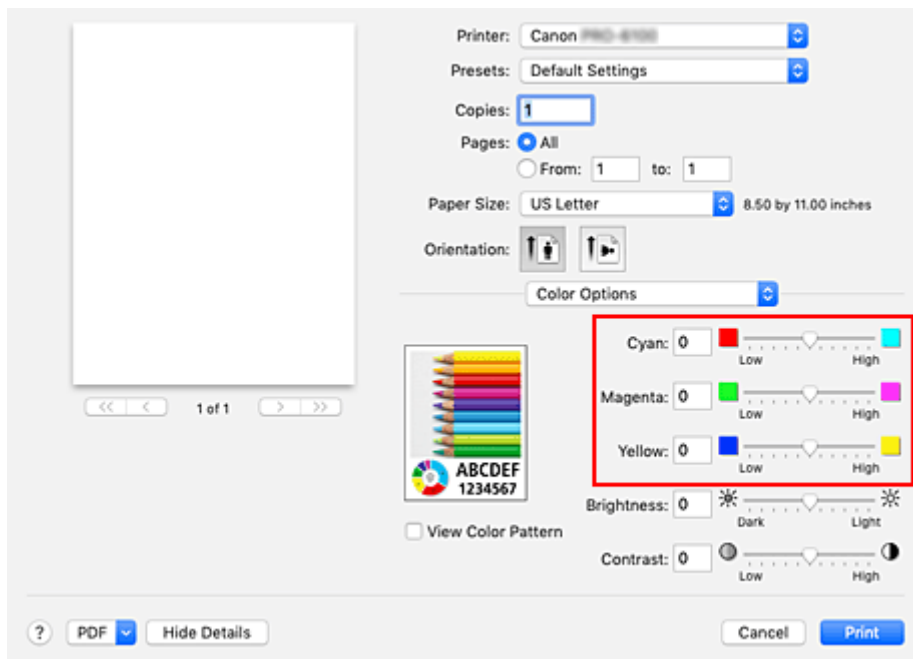 Printer: Canon
Presets: Default Settings
Copies: 1
Pages: All
From: 1 to: 1
Paper Size: US Letter 8.50 by 11.00 inches
Orientation:
Color Options
Cyan: 0
Low High
Magenta: 0
Low High
Yellow: 0
Low High
Brightness: 0
Dark Light
Contrast: 0
Low High
<< < 1 of 1 > >>
ABCDEF
1234567
View Color Pattern
? PDF Hide Details Cancel Print